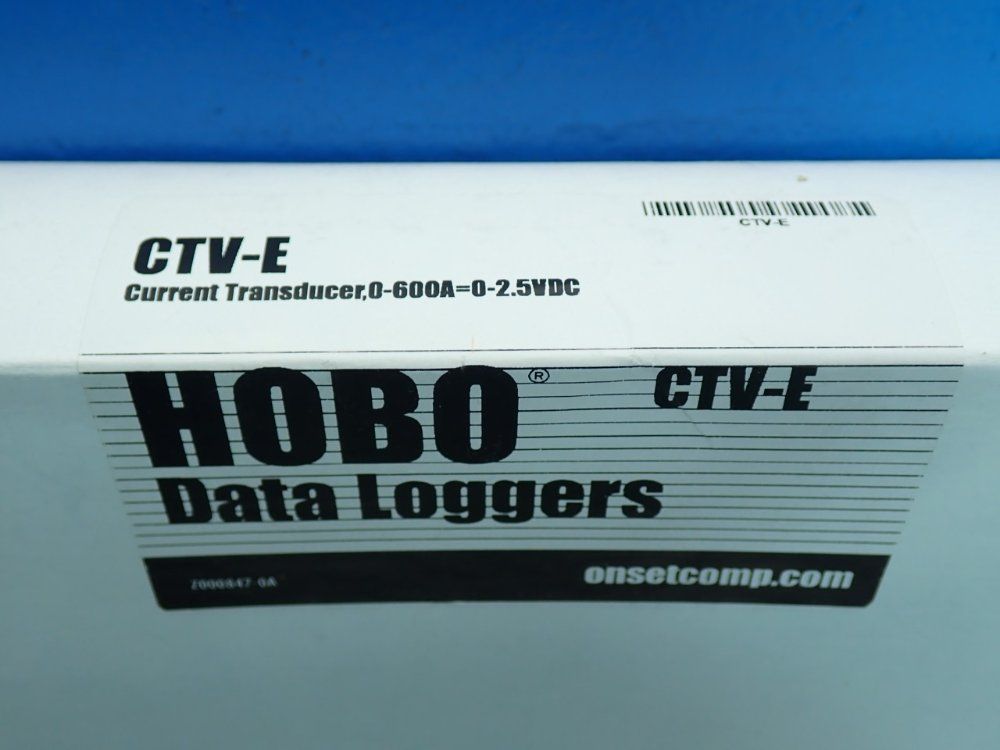 CTV-E
CTV-E
Current Transducer,0-600A=0-2.5VDC
HOBO® CTV-E
Data Loggers
onsetcomp.com